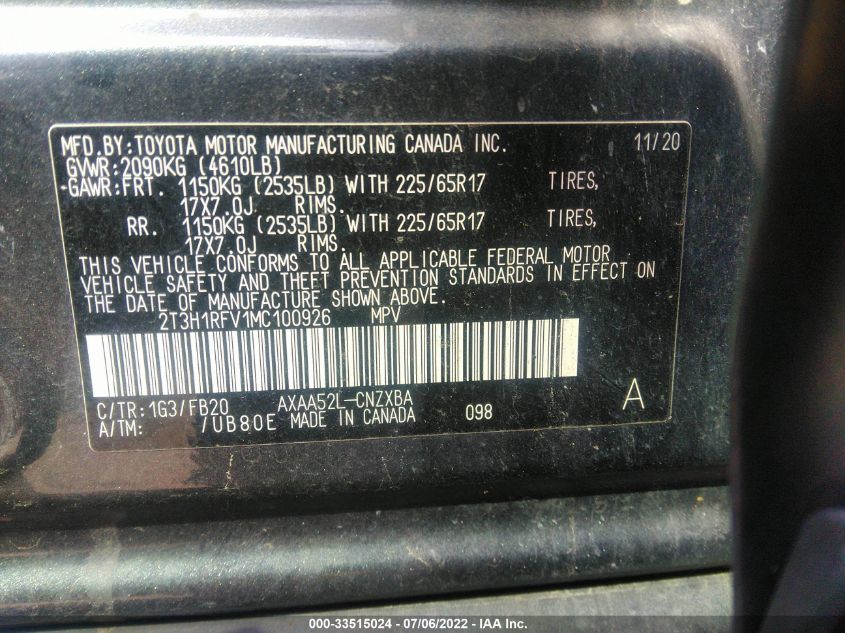 MFD.BY:TOYOTA MOTOR MANUFACTURING CANADA INC. 11/20
GVWR:2090KG (4610LB)
GAWR:FRT. 1150KG (2535LB) WITH 225/65R17 TIRES,
17X7.0J RIMS.
RR. 1150KG (2535LB) WITH 225/65R17 TIRES,
17X7.0J RIMS.
THIS VEHICLE CONFORMS TO ALL APPLICABLE FEDERAL MOTOR
VEHICLE SAFETY AND THEFT PREVENTION STANDARDS IN EFFECT ON
THE DATE OF MANUFACTURE SHOWN ABOVE.
2T3H1RFV1MC100926 MPV
C/TR:1G3/FB20 AXAA52L-CNZXBA A
A/TM: /UB80E MADE IN CANADA 098
000-33515024 - 07/06/2022 - IAA Inc.